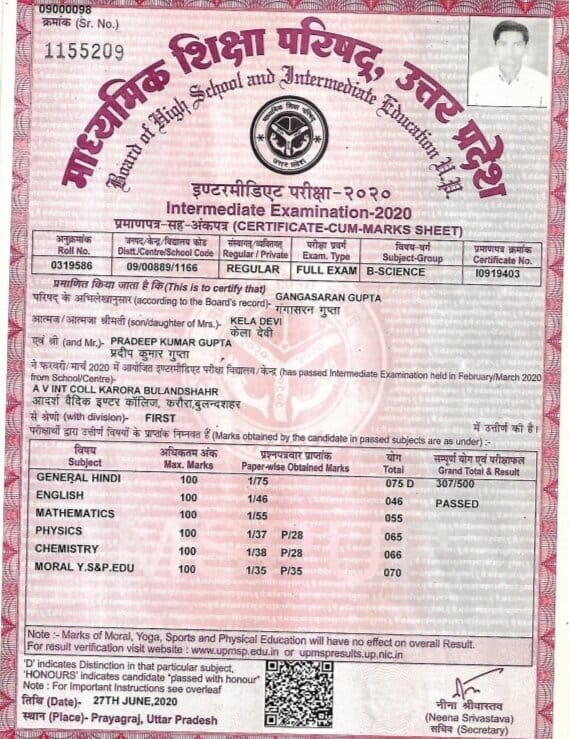 09000098
क्रमांक (Sr. No.)
1155209
माध्यमिक शिक्षा परिषद्, उत्तर प्रदेश
Board of High School and Intermediate Education U.P.
माध्यमिक शिक्षा परिषद्
उत्तर प्रदेश
इण्टरमीडिएट परीक्षा-२०२०
Intermediate Examination-2020
प्रमाणपत्र-सह-अंकपत्र (CERTIFICATE-CUM-MARKS SHEET)
अनुक्रमांक जनपद/केन्द्र/विद्यालय कोड संस्थागत/व्यक्तिगत परीक्षा प्रवर्ग विषय-वर्ग प्रमाणपत्र क्रमांक
Roll No. Distt./Centre/School Code Regular / Private Exam. Type Subject-Group Certificate No.
0319586 09/00889/1166 REGULAR FULL EXAM B-SCIENCE I0919403
प्रमाणित किया जाता है कि(This is to certify that)
परिषद के अभिलेखानुसार (according to the Board's record)- GANGASARAN GUPTA
गंगासरन गुप्ता
आत्मज/आत्मजा श्रीमती (son/daughter of Mrs.)- KELA DEVI
केला देवी
एवं श्री (and Mr.)- PRADEEP KUMAR GUPTA
प्रदीप कुमार गुप्ता
ने फरवरी/मार्च 2020 में आयोजित इण्टरमीडिएट परीक्षा विद्यालय/केन्द्र (has passed Intermediate Examination held in February/March 2020
from School/Centre)-
A V INT COLL KARORA BULANDSHAHR
आदर्श वैदिक इण्टर कॉलिज, करौरा,बुलन्दशहर
से श्रेणी (with division)- FIRST में उत्तीर्ण की है।
परीक्षार्थी द्वारा उत्तीर्ण विषयों के प्राप्तांक निम्नवत हैं (Marks obtained by the candidate in passed subjects are as under) :-
विषय अधिकतम अंक प्रश्नपत्रवार प्राप्तांक योग सम्पूर्ण योग एवं परीक्षाफल
Subject Max. Marks Paper-wise Obtained Marks Total Grand Total & Result
GENERAL HINDI 100 1/75 075 D 307/500
ENGLISH 100 1/46 046 PASSED
MATHEMATICS 100 1/55 055
PHYSICS 100 1/37 P/28 065
CHEMISTRY 100 1/38 P/28 066
MORAL Y.S&P.EDU 100 1/35 P/35 070
Note :- Marks of Moral, Yoga, Sports and Physical Education will have no effect on overall Result.
For result verification visit website : www.upmsp.edu.in or upmspresults.up.nic.in
'D' indicates Distinction in that particular subject,
'HONOURS' indicates candidate "passed with honour"
Note : For Important Instructions see overleaf
तिथि (Date)- 27TH JUNE,2020
स्थान (Place)- Prayagraj, Uttar Pradesh
नीना श्रीवास्तव
(Neena Srivastava)
सचिव (Secretary)